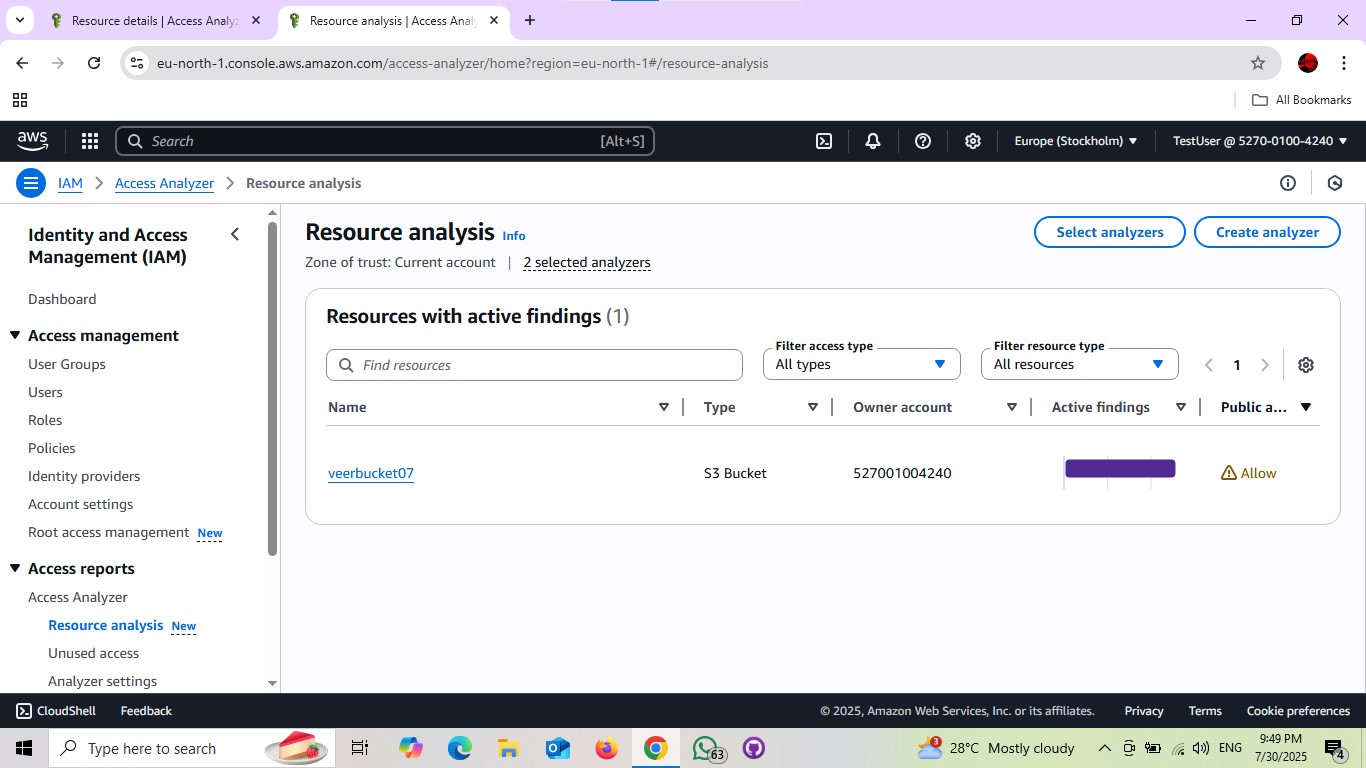 Resource details | Access Analyz
Resource analysis | Access Anal
eu-north-1.console.aws.amazon.com/access-analyzer/home?region=eu-north-1#/resource-analysis
All Bookmarks
aws
Search
[Alt+S]
Europe (Stockholm)
TestUser @ 5270-0100-4240
IAM
Access Analyzer
Resource analysis
Identity and Access
Management (IAM)
Dashboard
Access management
User Groups
Users
Roles
Policies
Identity providers
Account settings
Root access management New
Access reports
Access Analyzer
Resource analysis New
Unused access
Analyzer settings
Resource analysis Info
Select analyzers
Create analyzer
Zone of trust: Current account | 2 selected analyzers
Resources with active findings (1)
Find resources
Filter access type
All types
Filter resource type
All resources
1
Name
Type
Owner account
Active findings
Public a...
veerbucket07
S3 Bucket
527001004240
Allow
CloudShell
Feedback
© 2025, Amazon Web Services, Inc. or its affiliates.
Privacy
Terms
Cookie preferences
Type here to search
63
3
28°C Mostly cloudy
ENG
9:49 PM
7/30/2025
4